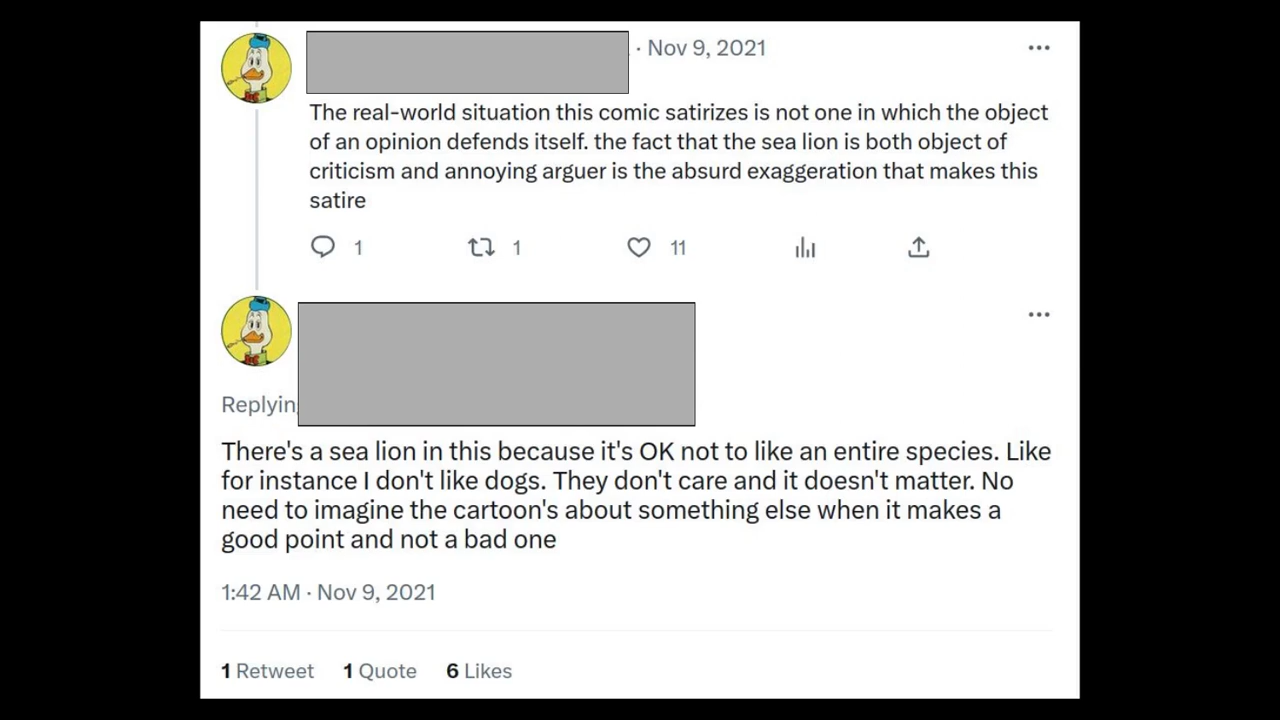 · Nov 9, 2021
The real-world situation this comic satirizes is not one in which the object
of an opinion defends itself. the fact that the sea lion is both object of
criticism and annoying arguer is the absurd exaggeration that makes this
satire
1 1 11
Replying
There's a sea lion in this because it's OK not to like an entire species. Like
for instance I don't like dogs. They don't care and it doesn't matter. No
need to imagine the cartoon's about something else when it makes a
good point and not a bad one
1:42 AM · Nov 9, 2021
1 Retweet 1 Quote 6 Likes